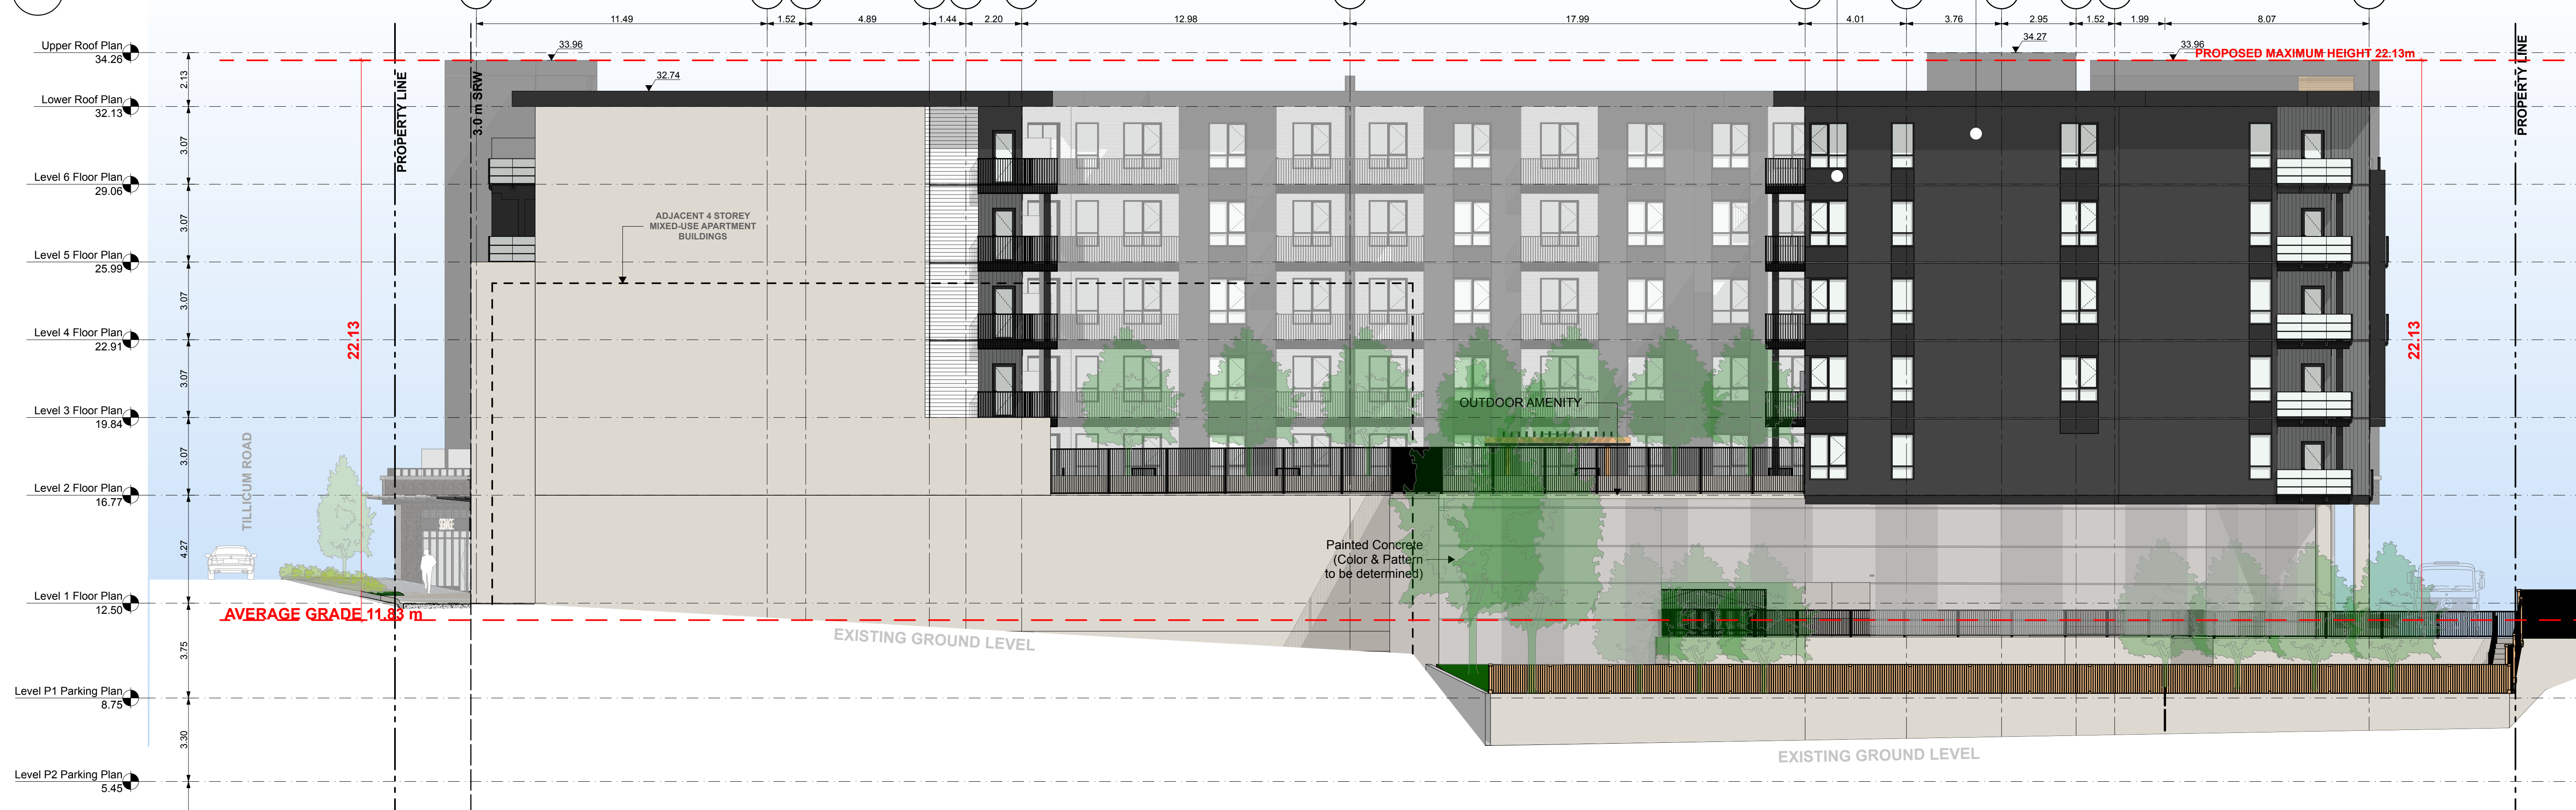 11.49
1.52
4.89
1.44
2.20
12.98
17.99
4.01
3.76
2.95
1.52
1.99
8.07
Upper Roof Plan
34.26
33.96
34.27
33.96
PROPOSED MAXIMUM HEIGHT 22.13m
PROPERTY LINE
3.0 m SRW
32.74
PROPERTY LINE
2.13
Lower Roof Plan
32.13
3.07
Level 6 Floor Plan
29.06
3.07
ADJACENT 4 STOREY
MIXED-USE APARTMENT
BUILDINGS
Level 5 Floor Plan
25.99
3.07
22.13
22.13
Level 4 Floor Plan
22.91
3.07
OUTDOOR AMENITY
Level 3 Floor Plan
19.84
3.07
TILLICUM ROAD
Level 2 Floor Plan
16.77
SIGNAGE
4.27
Painted Concrete
(Color & Pattern
to be determined)
Level 1 Floor Plan
12.50
AVERAGE GRADE 11.83 m
EXISTING GROUND LEVEL
3.75
Level P1 Parking Plan
8.75
3.30
EXISTING GROUND LEVEL
Level P2 Parking Plan
5.45